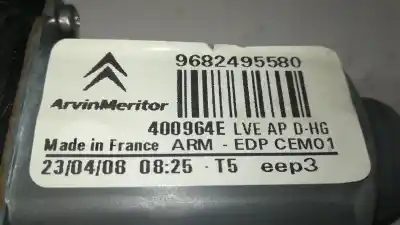 9682495580
ArvinMeritor
400964E LVE AP D-HG
Made in France ARM - EDP CEM01
23/04/08 08:25 - T5 eep3